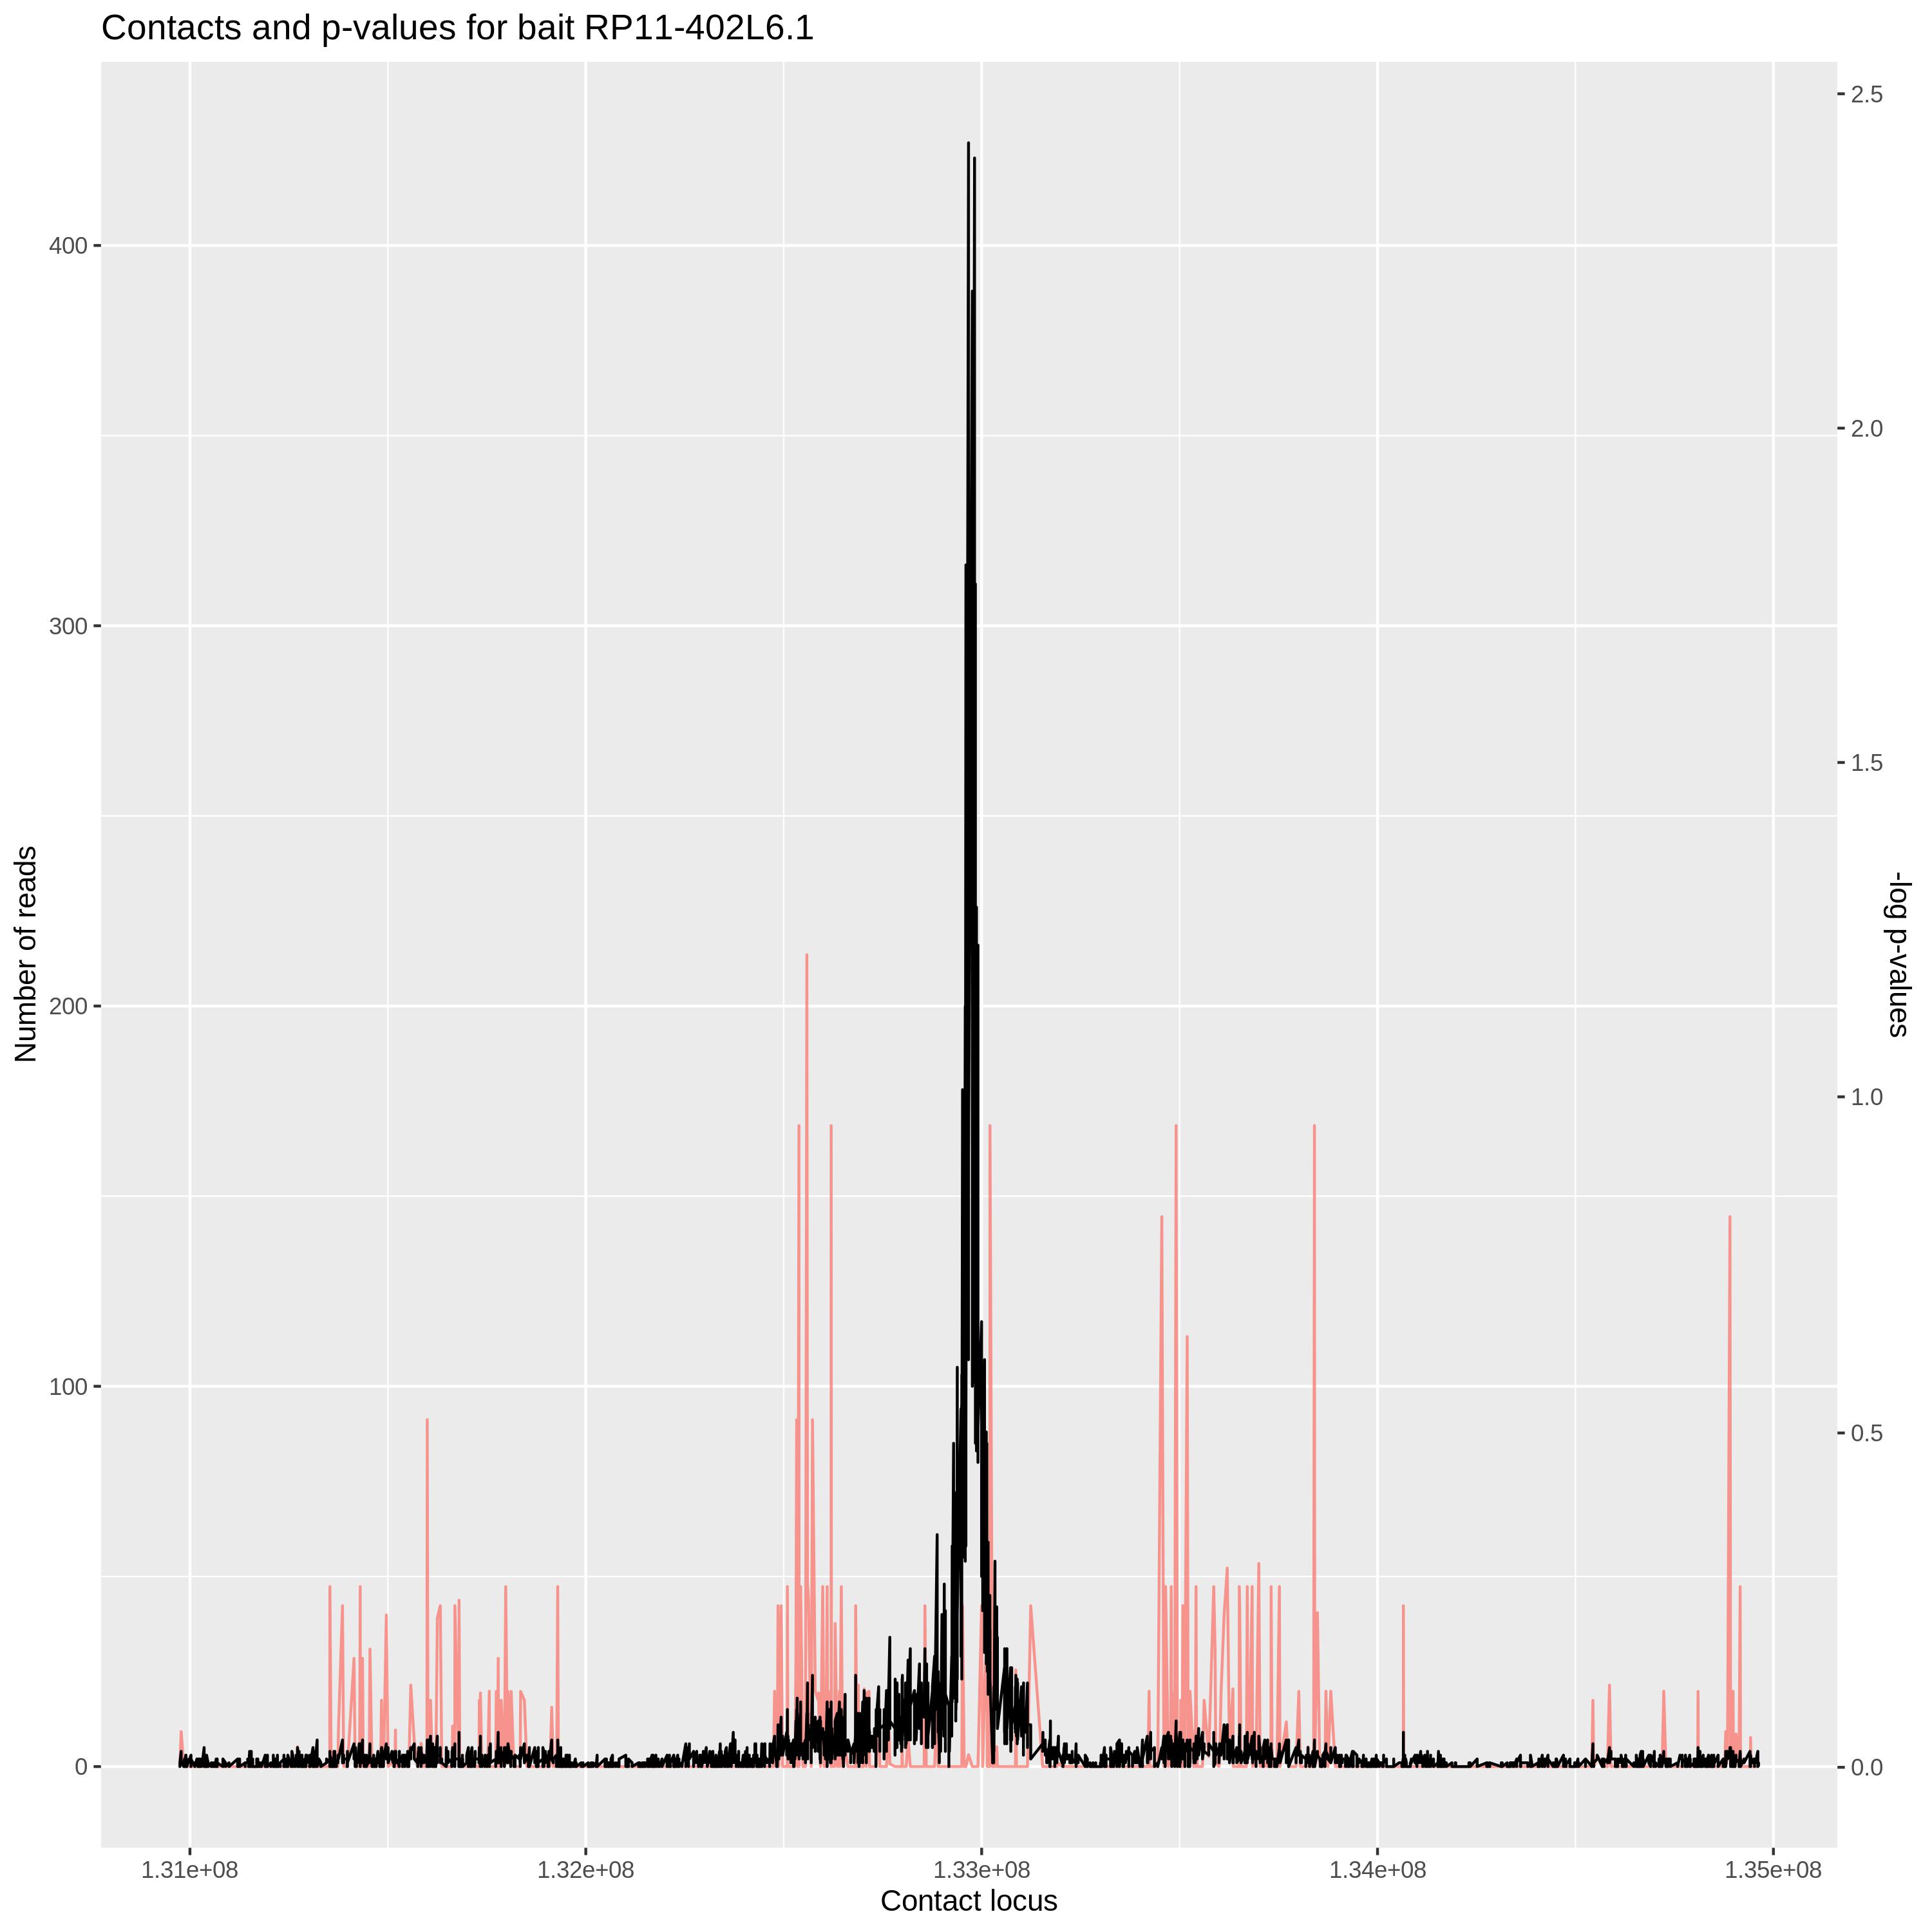 Contacts and p-values for bait RP11-402L6.1
Number of reads
400
300
200
100
0
2.5
2.0
1.5
1.0
0.5
0.0
-log p-values
1.31e+08
1.32e+08
1.33e+08
1.34e+08
1.35e+08
Contact locus